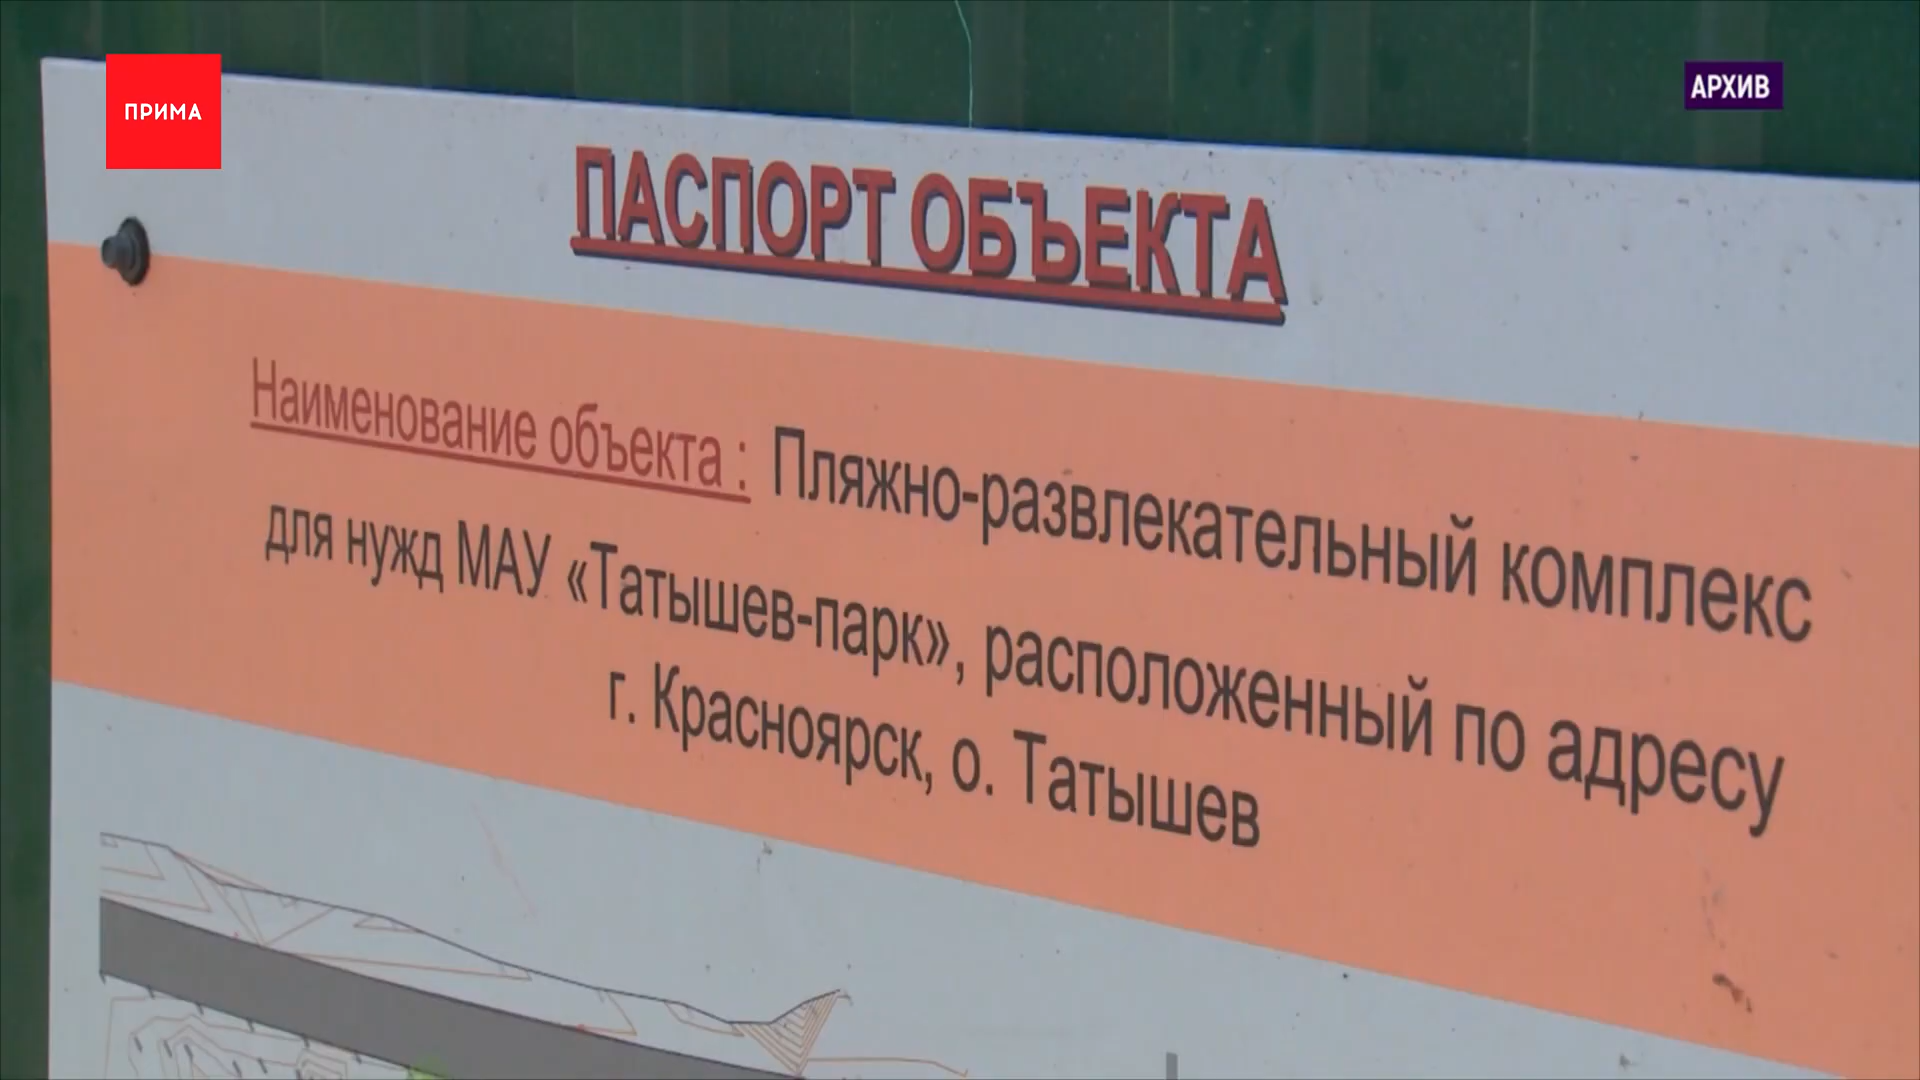 ПРИМА
АРХИВ
ПАСПОРТ ОБЪЕКТА
Наименование объекта : Пляжно-развлекательный комплекс
для нужд МАУ «Татышев-парк», расположенный по адресу
г. Красноярск, о. Татышев